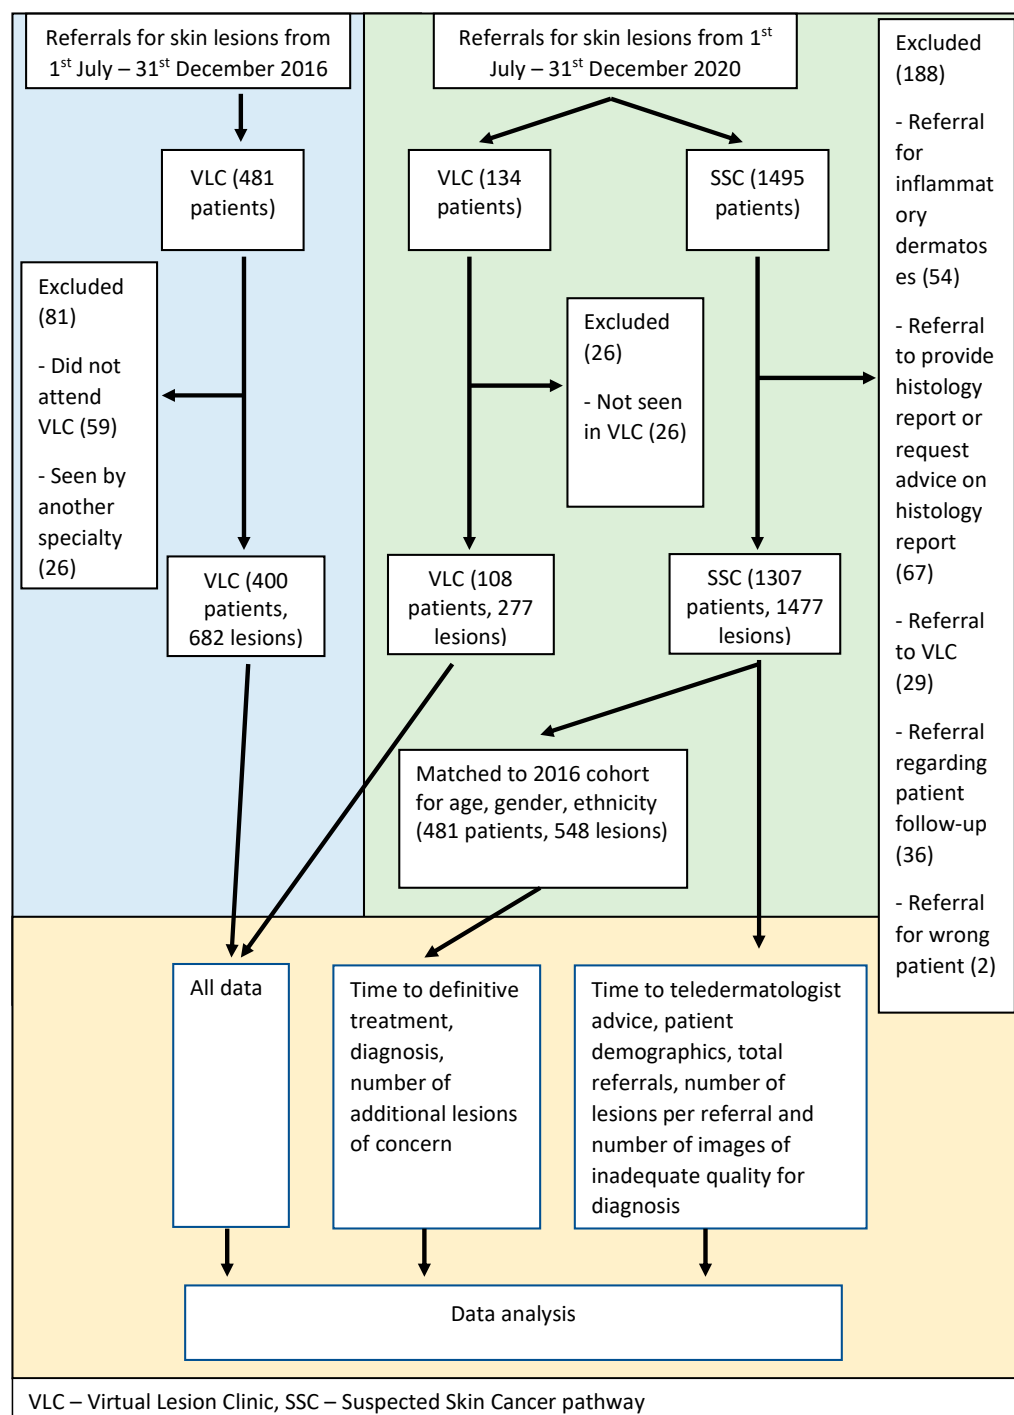 Referrals for skin lesions from
1st July – 31st December 2016
Referrals for skin lesions from 1st
July – 31st December 2020
Excluded
(188)
- Referral
for
inflammat
ory
dermatos
es (54)
- Referral
to provide
histology
report or
request
advice on
histology
report
(67)
- Referral
to VLC
(29)
- Referral
regarding
patient
follow-up
(36)
- Referral
for wrong
patient (2)
VLC (481
patients)
VLC (134
patients)
SSC (1495
patients)
Excluded
(81)
- Did not
attend
VLC (59)
- Seen by
another
specialty
(26)
Excluded
(26)
- Not seen
in VLC (26)
VLC (400
patients,
682 lesions)
VLC (108
patients, 277
lesions)
SSC (1307
patients, 1477
lesions)
Matched to 2016 cohort
for age, gender, ethnicity
(481 patients, 548 lesions)
All data
Time to definitive
treatment,
diagnosis,
number of
additional lesions
of concern
Time to teledermatologist
advice, patient
demographics, total
referrals, number of
lesions per referral and
number of images of
inadequate quality for
diagnosis
Data analysis
VLC – Virtual Lesion Clinic, SSC – Suspected Skin Cancer pathway